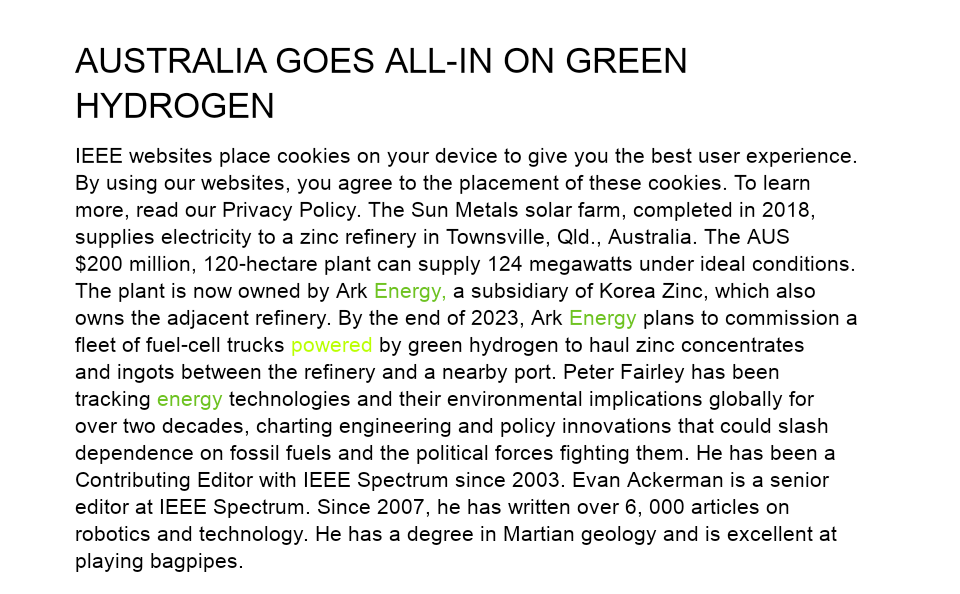 AUSTRALIA GOES ALL-IN ON GREEN
HYDROGEN
IEEE websites place cookies on your device to give you the best user experience.
By using our websites, you agree to the placement of these cookies. To learn
more, read our Privacy Policy. The Sun Metals solar farm, completed in 2018,
supplies electricity to a zinc refinery in Townsville, Qld., Australia. The AUS
$200 million, 120-hectare plant can supply 124 megawatts under ideal conditions.
The plant is now owned by Ark Energy, a subsidiary of Korea Zinc, which also
owns the adjacent refinery. By the end of 2023, Ark Energy plans to commission a
fleet of fuel-cell trucks powered by green hydrogen to haul zinc concentrates
and ingots between the refinery and a nearby port. Peter Fairley has been
tracking energy technologies and their environmental implications globally for
over two decades, charting engineering and policy innovations that could slash
dependence on fossil fuels and the political forces fighting them. He has been a
Contributing Editor with IEEE Spectrum since 2003. Evan Ackerman is a senior
editor at IEEE Spectrum. Since 2007, he has written over 6, 000 articles on
robotics and technology. He has a degree in Martian geology and is excellent at
playing bagpipes.